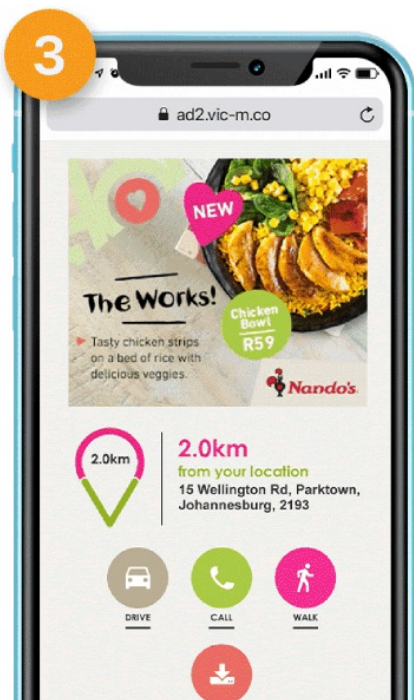 3
ad2.vic-m.co
NEW
The Works!
Tasty chicken strips
on a bed of rice with
delicious veggies.
Chicken
Bowl
R59
Nando's
2.0km
2.0km
from your location
15 Wellington Rd, Parktown,
Johannesburg, 2193
DRIVE
CALL
WALK